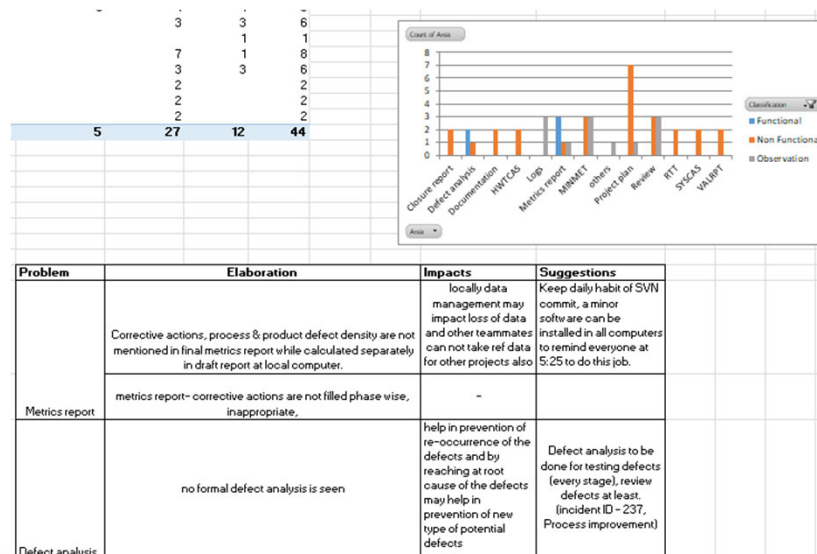 3 3 6
1 1
7 1 8
3 3 6
2 2
2 2
2 2
5 27 12 44
Count of Area
8
7
6
5
4
3
2
1
0
Closure report
Defect analysis
Documentation
HWTCAS
Logs
Metrics report
MINMET
others
Project plan
Review
RTT
SYSCAS
VALRPT
Classification
Functional
Non Functiona
Observation
Area
Problem Elaboration Impacts Suggestions
Metrics report
Corrective actions, process & product defect density are not
mentioned in final metrics report while calculated separately
in draft report at local computer.
locally data
management may
impact loss of data
and other teammates
can not take ref data
for other projects also
Keep daily habit of SVN
commit, a minor
software can be
installed in all computers
to remind everyone at
5:25 to do this job.
metrics report- corrective actions are not filled phase wise,
inappropriate,
-
Defect analysis
no formal defect analysis is seen
help in prevention of
re-occurrence of the
defects and by
reaching at root
cause of the defects
may help in
prevention of new
type of potential
defects
Defect analysis to be
done for testing defects
(every stage), review
defects at least.
(incident ID - 237,
Process improvement)